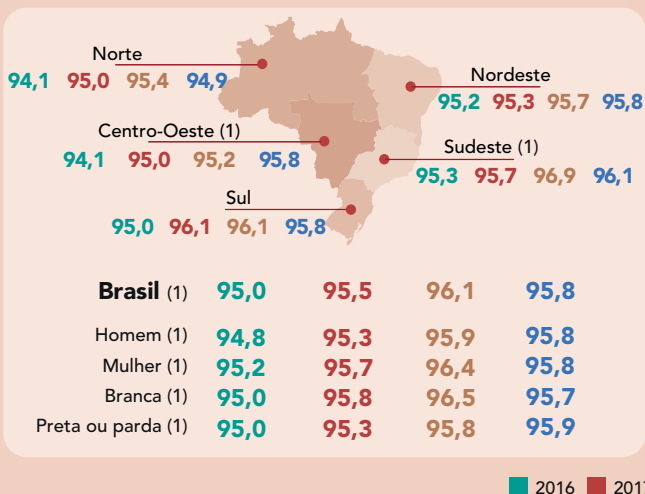 Norte
94,1 95,0 95,4 94,9
Nordeste
95,2 95,3 95,7 95,8
Centro-Oeste (1)
94,1 95,0 95,2 95,8
Sudeste (1)
95,3 95,7 96,9 96,1
Sul
95,0 96,1 96,1 95,8
Brasil (1) 95,0 95,5 96,1 95,8
Homem (1) 94,8 95,3 95,9 95,8
Mulher (1) 95,2 95,7 96,4 95,8
Branca (1) 95,0 95,8 96,5 95,7
Preta ou parda (1) 95,0 95,3 95,8 95,9
2016 2017